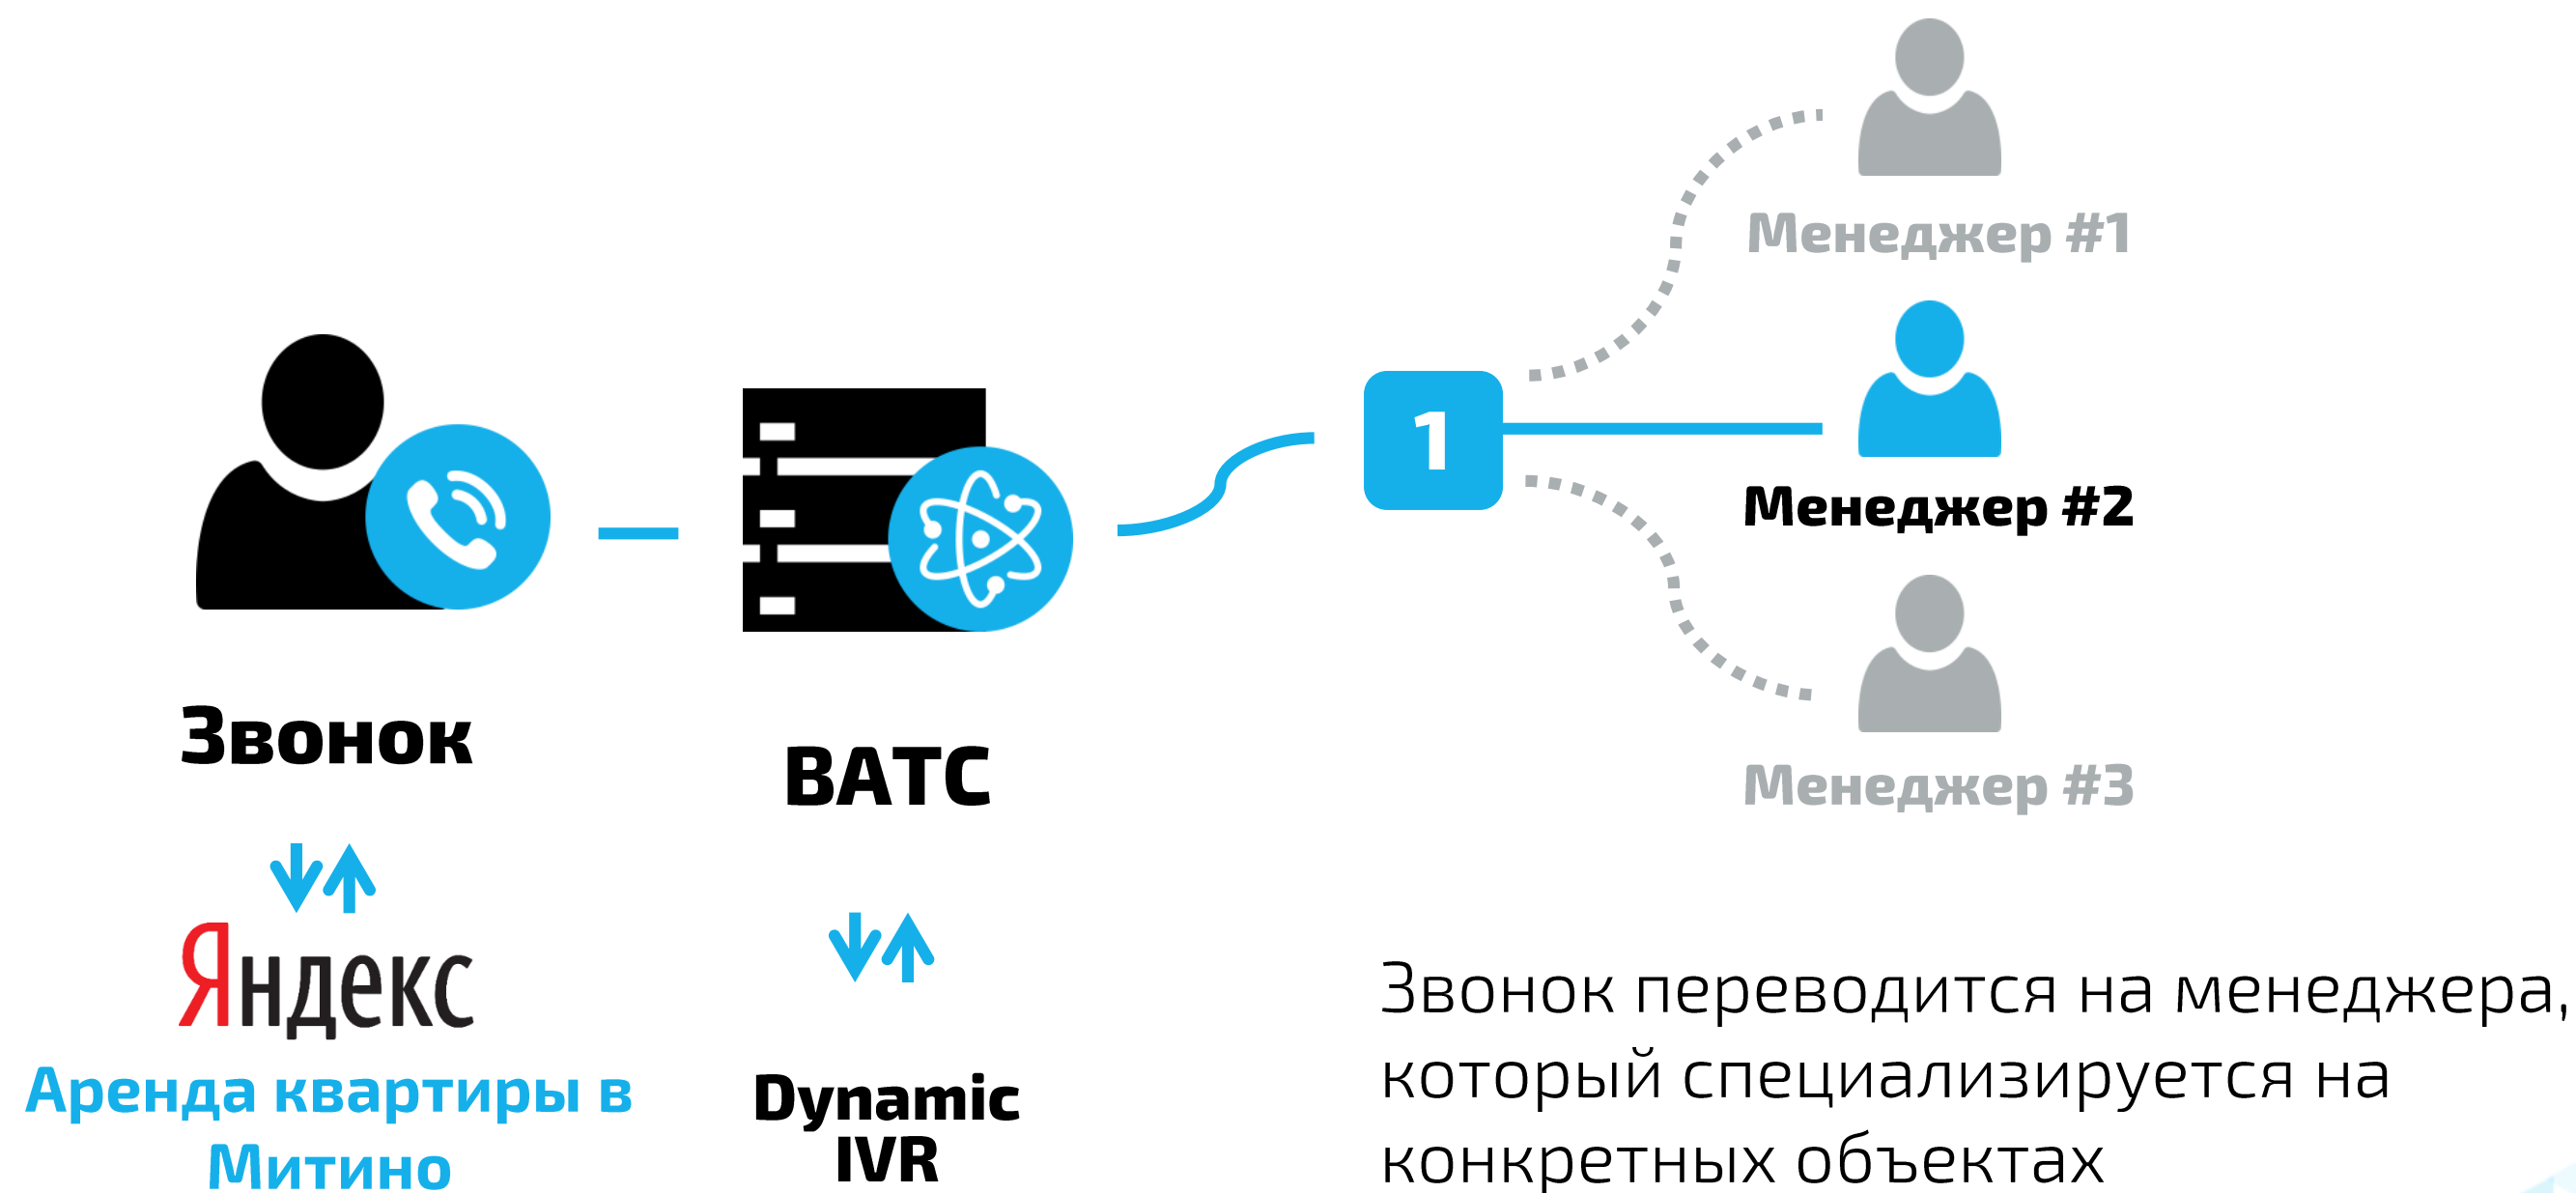 Менеджер #1
1
Менеджер #2
Менеджер #3
Звонок
ВАТС
Яндекс
Аренда квартиры в
Митино
Dynamic
IVR
Звонок переводится на менеджера,
который специализируется на
конкретных объектах